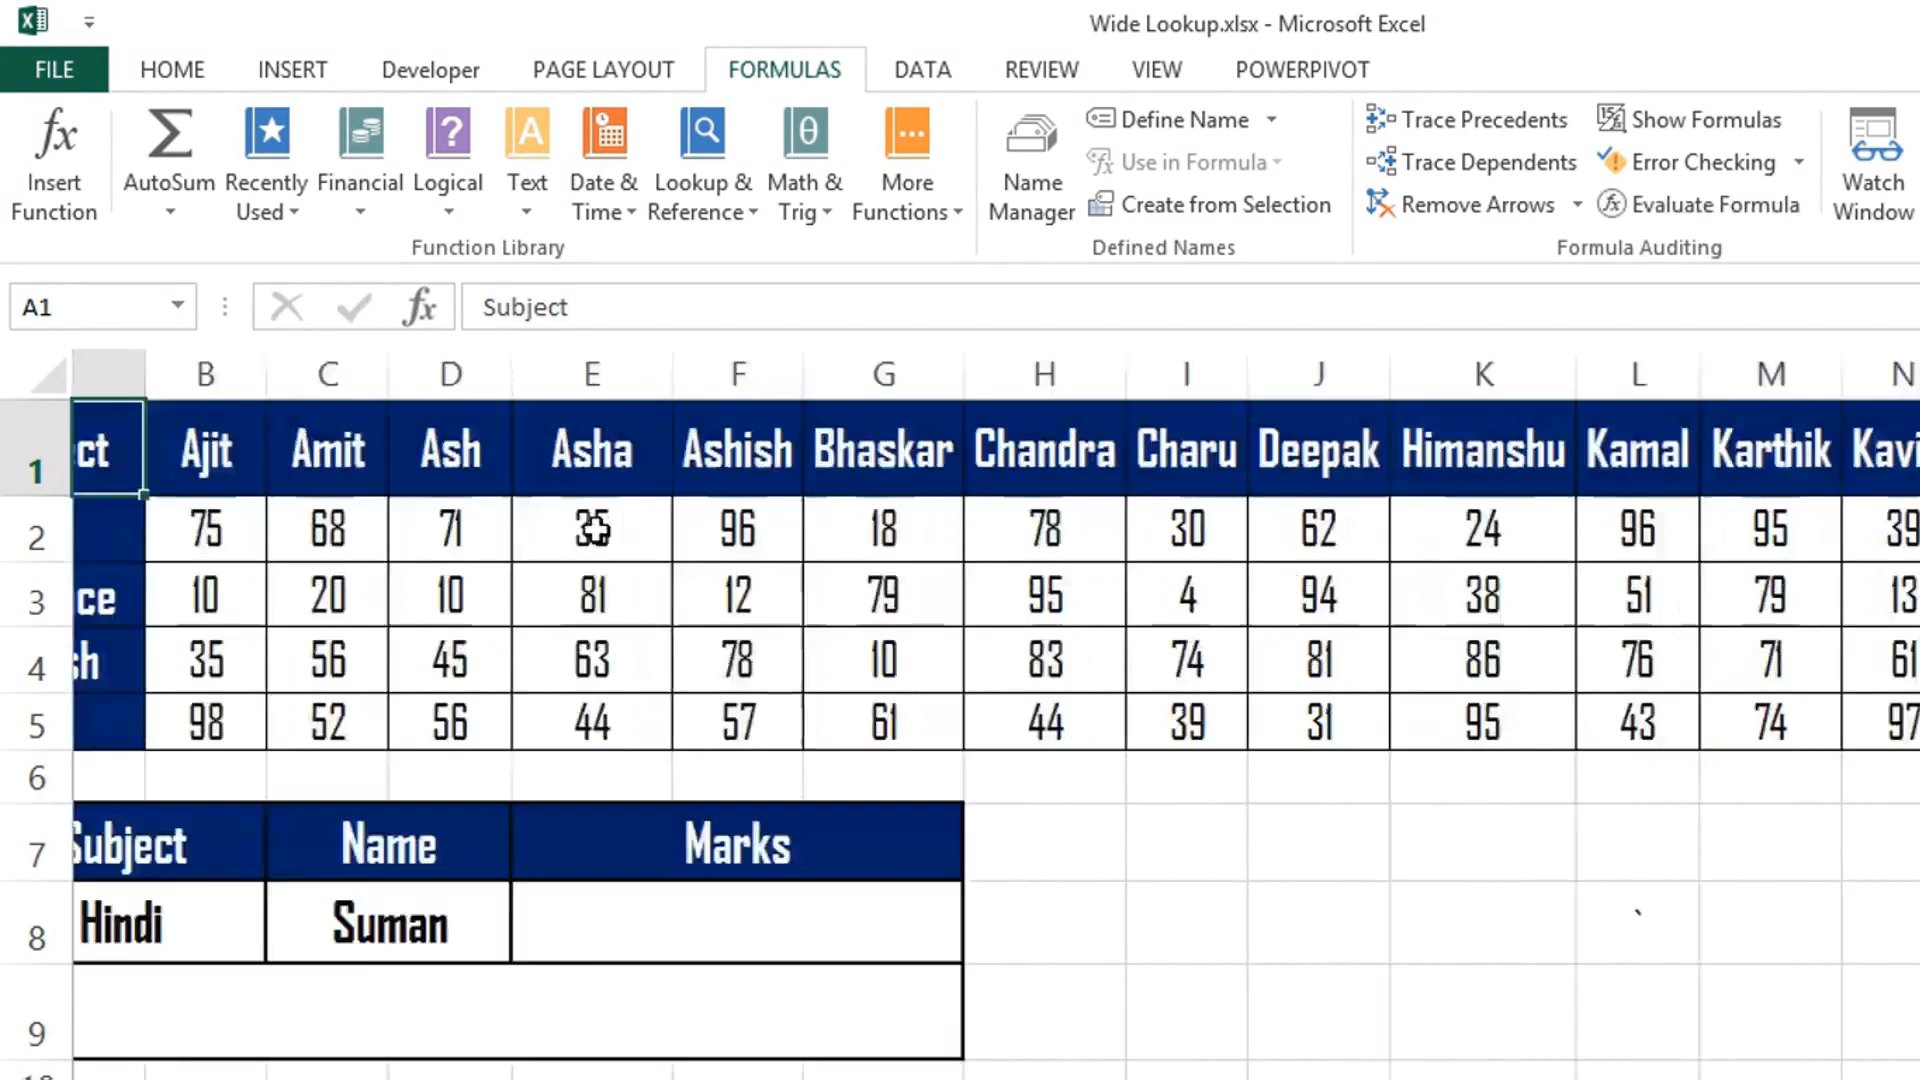 Wide Lookup.xlsx - Microsoft Excel
FILE HOME INSERT Developer PAGE LAYOUT FORMULAS DATA REVIEW VIEW POWERPIVOT
fx Insert Function
AutoSum
Recently Used
Financial
Logical
Text
Date & Time
Lookup & Reference
Math & Trig
More Functions
Name Manager
Define Name
Use in Formula
Create from Selection
Trace Precedents
Trace Dependents
Remove Arrows
Show Formulas
Error Checking
Evaluate Formula
Watch Window
Function Library
Defined Names
Formula Auditing
A1 fx Subject
B C D E F G H I J K L M N
1 ct Ajit Amit Ash Asha Ashish Bhaskar Chandra Charu Deepak Himanshu Kamal Karthik Kavi
2 75 68 71 35 96 18 78 30 62 24 96 95 39
3 ce 10 20 10 81 12 79 95 4 94 38 51 79 13
4 sh 35 56 45 63 78 10 83 74 81 86 76 71 61
5 98 52 56 44 57 61 44 39 31 95 43 74 97
6
7 Subject Name Marks
8 Hindi Suman `
9